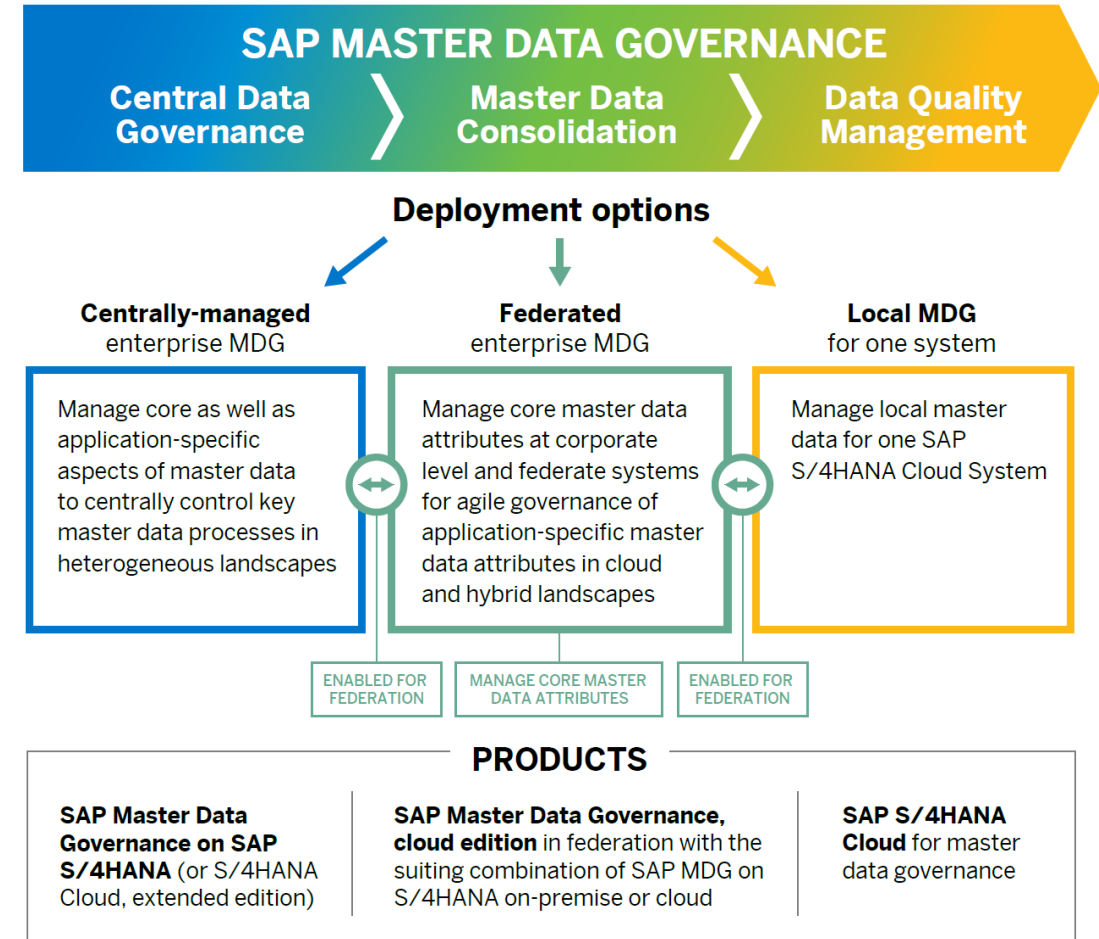 SAP MASTER DATA GOVERNANCE
Central Data
Governance
Master Data
Consolidation
Data Quality
Management
Deployment options
Centrally-managed
enterprise MDG
Federated
enterprise MDG
Local MDG
for one system
Manage core as well as
application-specific
aspects of master data
to centrally control key
master data processes in
heterogeneous landscapes
Manage core master data
attributes at corporate
level and federate systems
for agile governance of
application-specific master
data attributes in cloud
and hybrid landscapes
Manage local master
data for one SAP
S/4HANA Cloud System
ENABLED FOR
FEDERATION
MANAGE CORE MASTER
DATA ATTRIBUTES
ENABLED FOR
FEDERATION
PRODUCTS
SAP Master Data
Governance on SAP
S/4HANA (or S/4HANA
Cloud, extended edition)
SAP Master Data Governance,
cloud edition in federation with the
suiting combination of SAP MDG on
S/4HANA on-premise or cloud
SAP S/4HANA
Cloud for master
data governance